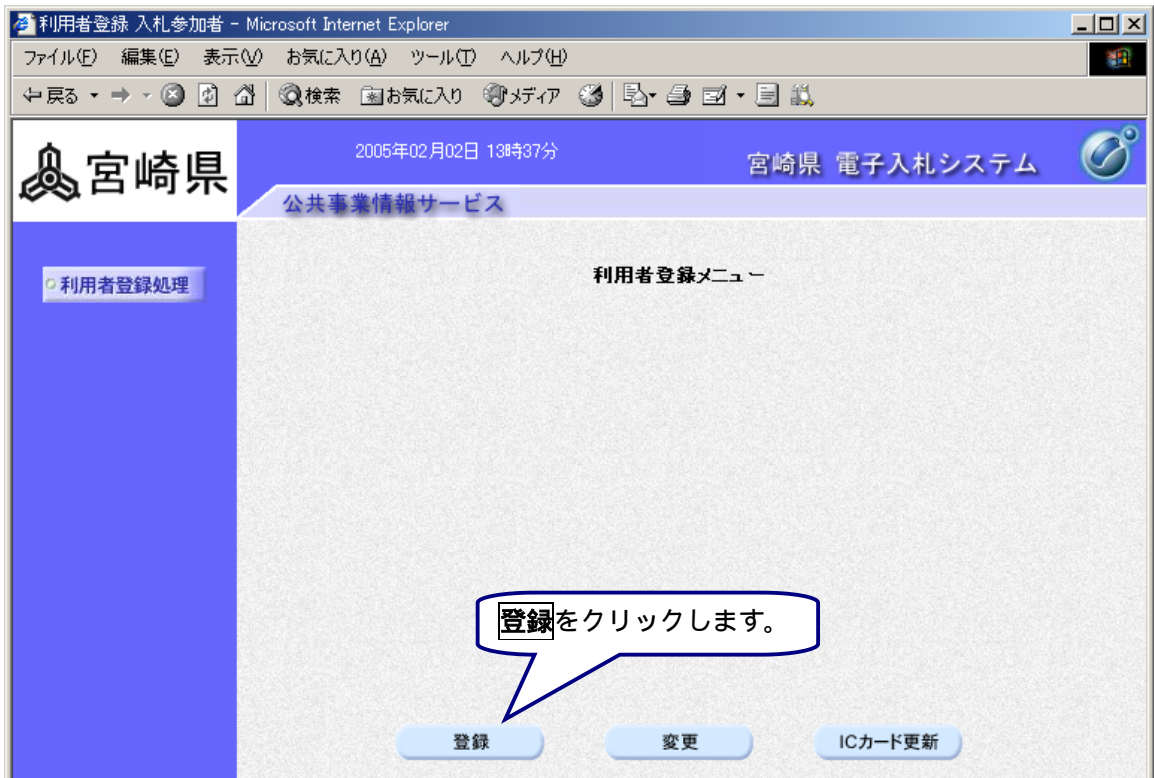 利用者登録 入札参加者 - Microsoft Internet Explorer
ファイル(F) 編集(E) 表示(V) お気に入り(A) ツール(T) ヘルプ(H)
戻る 検索 お気に入り メディア
宮崎県
2005年02月02日 13時37分
宮崎県 電子入札システム
公共事業情報サービス
利用者登録処理
利用者登録メニュー
登録をクリックします。
登録 変更 ICカード更新